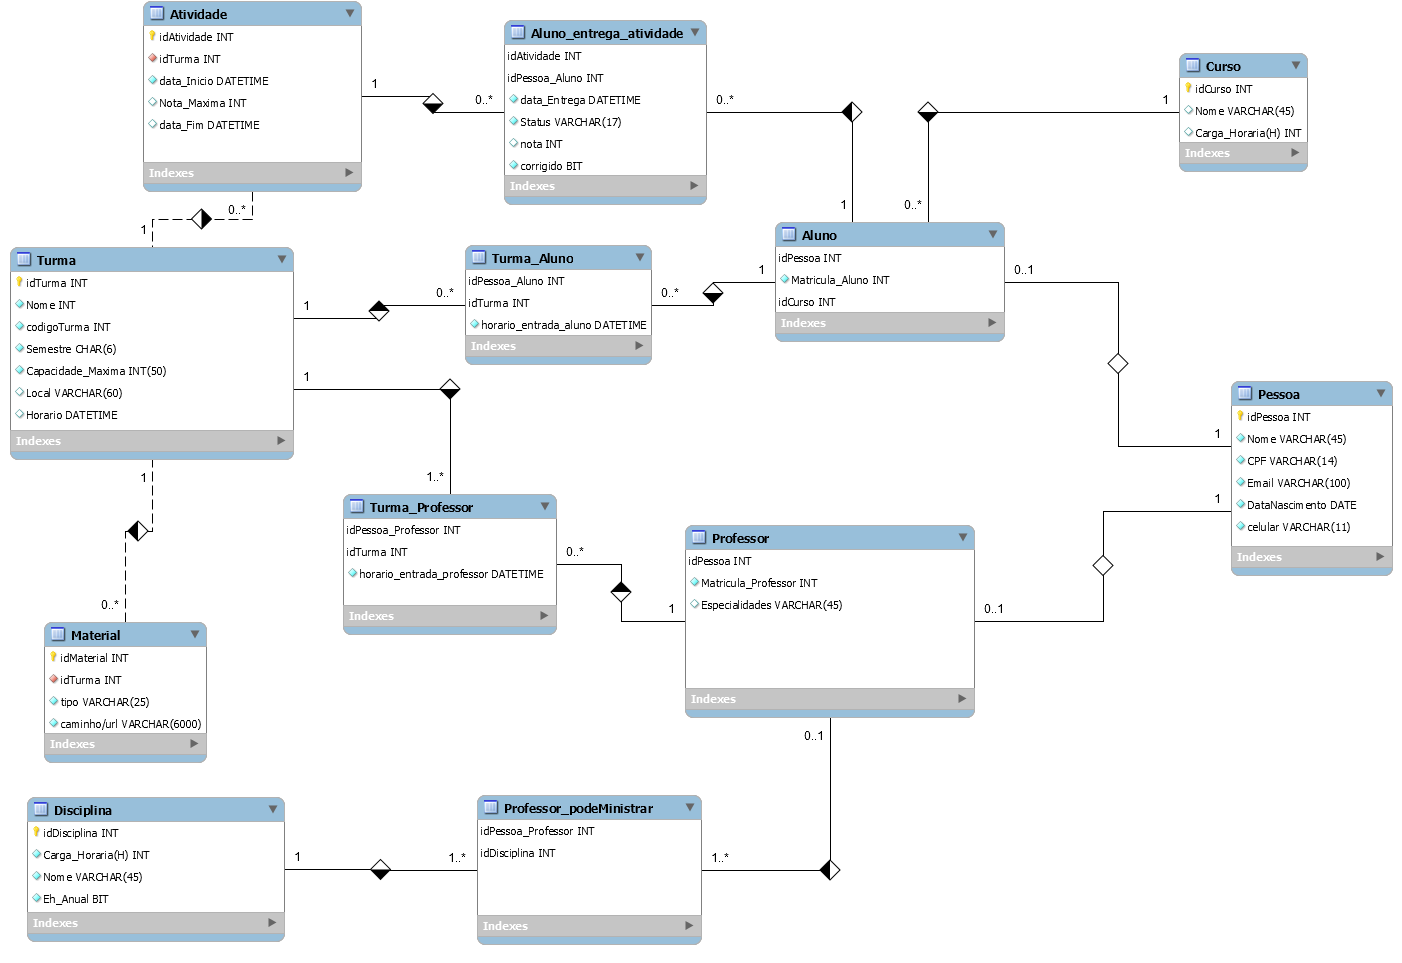 Atividade
idAtividade INT
idTurma INT
data_Inicio DATETIME
Nota_Maxima INT
data_Fim DATETIME
Indexes
1
0..*
Aluno_entrega_atividade
idAtividade INT
idPessoa_Aluno INT
data_Entrega DATETIME
Status VARCHAR(17)
nota INT
corrigido BIT
Indexes
0..*
1
Curso
idCurso INT
Nome VARCHAR(45)
Carga_Horaria(H) INT
Indexes
1
0..*
0..*
1
Turma
idTurma INT
Nome INT
codigoTurma INT
Semestre CHAR(6)
Capacidade_Maxima INT(50)
Local VARCHAR(60)
Horario DATETIME
Indexes
1
0..*
Turma_Aluno
idPessoa_Aluno INT
idTurma INT
horario_entrada_aluno DATETIME
Indexes
0..*
1
Aluno
idPessoa INT
Matricula_Aluno INT
idCurso INT
Indexes
0..1
1
Pessoa
idPessoa INT
Nome VARCHAR(45)
CPF VARCHAR(14)
Email VARCHAR(100)
DataNascimento DATE
celular VARCHAR(11)
Indexes
1
1
1..*
Turma_Professor
idPessoa_Professor INT
idTurma INT
horario_entrada_professor DATETIME
Indexes
0..*
1
Professor
idPessoa INT
Matricula_Professor INT
Especialidades VARCHAR(45)
Indexes
0..1
0..1
1
0..*
Material
idMaterial INT
idTurma INT
tipo VARCHAR(25)
caminho/url VARCHAR(6000)
Indexes
Disciplina
idDisciplina INT
Carga_Horaria(H) INT
Nome VARCHAR(45)
Eh_Anual BIT
Indexes
1
1..*
Professor_podeMinistrar
idPessoa_Professor INT
idDisciplina INT
Indexes
1..*